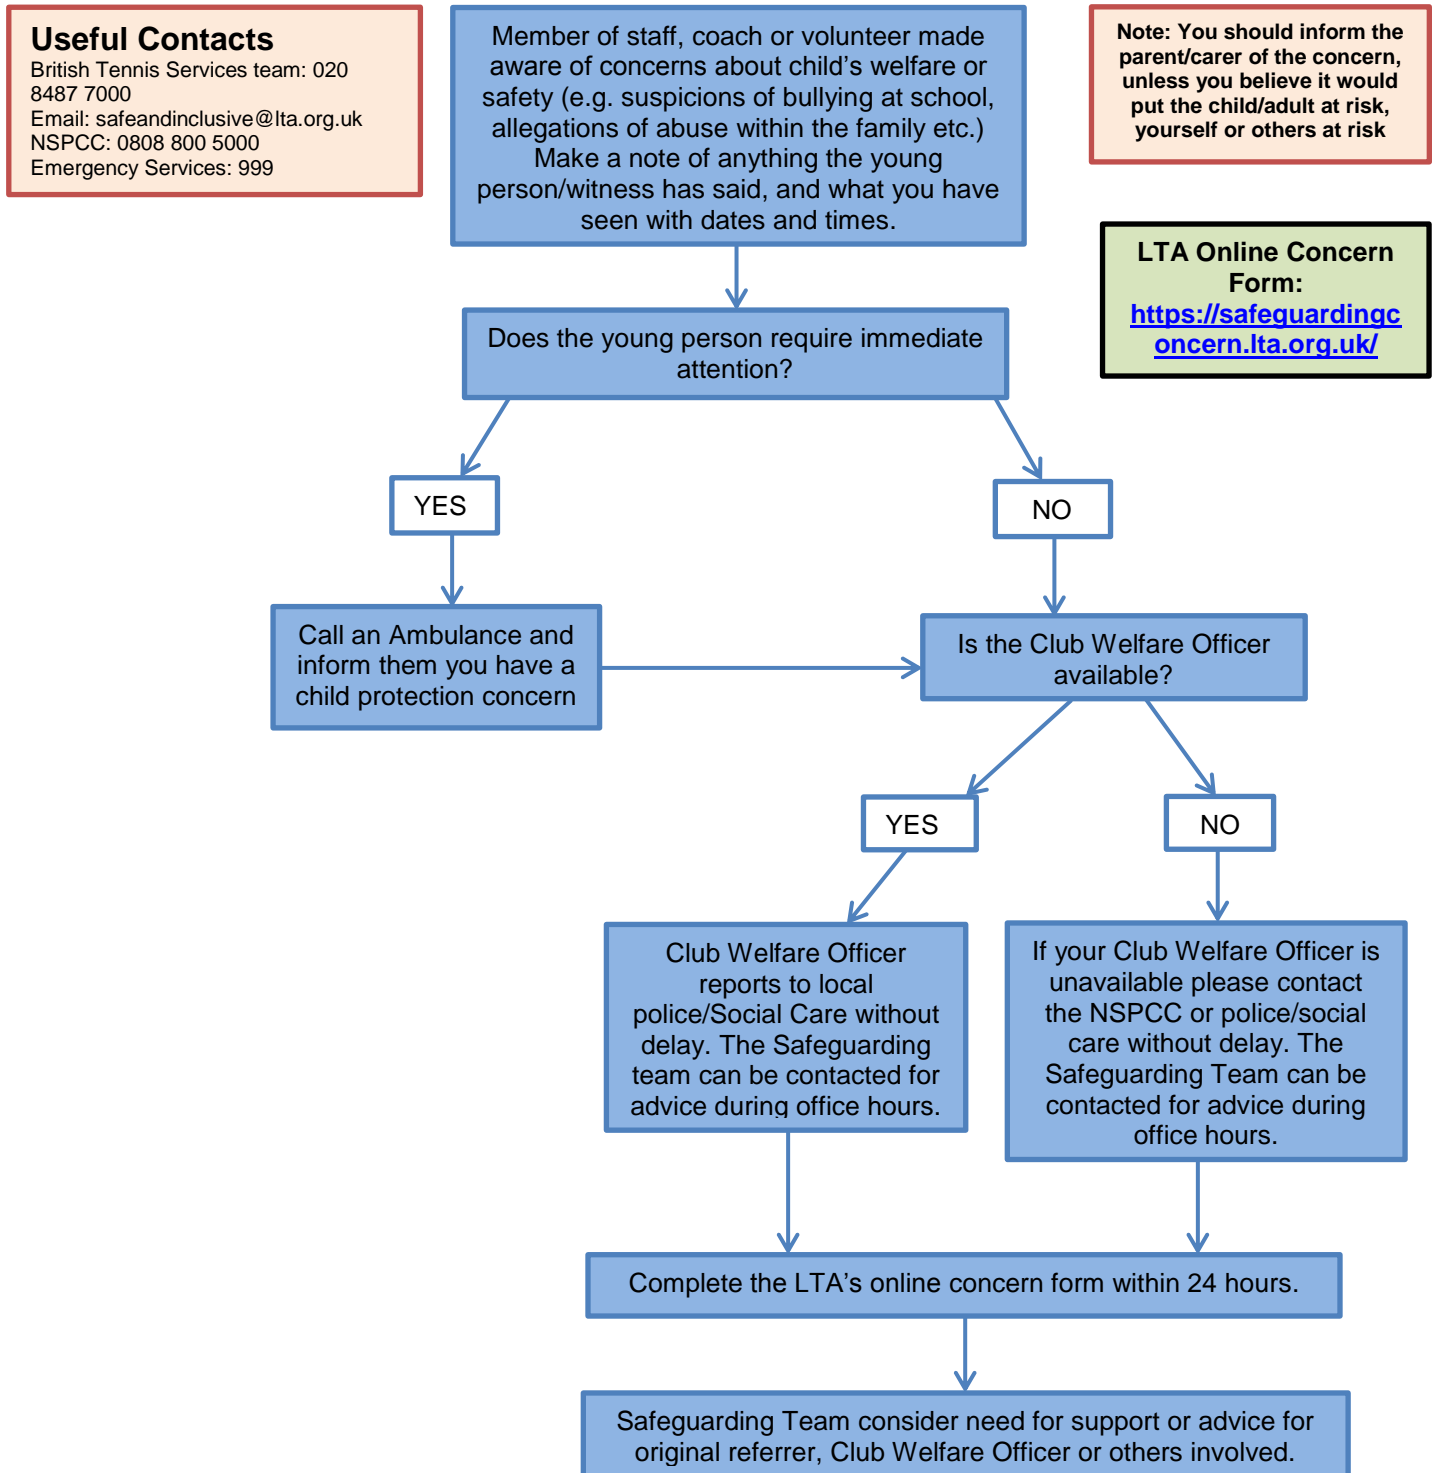 Useful Contacts
British Tennis Services team: 020
8487 7000
Email: safeandinclusive@lta.org.uk
NSPCC: 0808 800 5000
Emergency Services: 999
Member of staff, coach or volunteer made
aware of concerns about child's welfare or
safety (e.g. suspicions of bullying at school,
allegations of abuse within the family etc.)
Make a note of anything the young
person/witness has said, and what you have
seen with dates and times.
Note: You should inform the
parent/carer of the concern,
unless you believe it would
put the child/adult at risk,
yourself or others at risk
LTA Online Concern
Form:
https://safeguardingc
oncern.lta.org.uk/
Does the young person require immediate
attention?
YES
NO
Call an Ambulance and
inform them you have a
child protection concern
Is the Club Welfare Officer
available?
YES
NO
Club Welfare Officer
reports to local
police/Social Care without
delay. The Safeguarding
team can be contacted for
advice during office hours.
If your Club Welfare Officer is
unavailable please contact
the NSPCC or police/social
care without delay. The
Safeguarding Team can be
contacted for advice during
office hours.
Complete the LTA's online concern form within 24 hours.
Safeguarding Team consider need for support or advice for
original referrer, Club Welfare Officer or others involved.